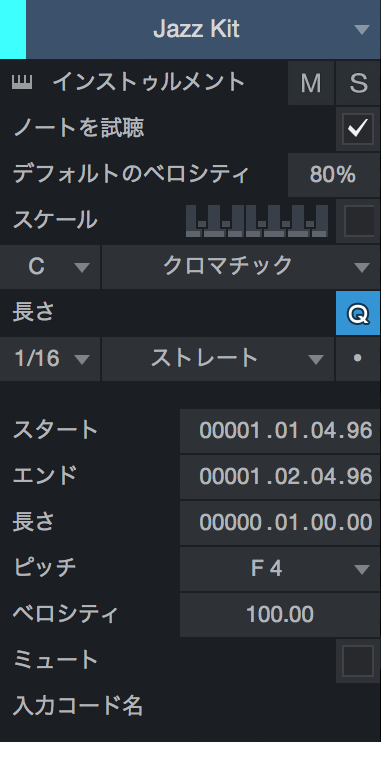 Jazz Kit
インストゥルメント M S
ノートを試聴
デフォルトのベロシティ 80%
スケール
C クロマチック
長さ Q
1/16 ストレート •
スタート 00001.01.04.96
エンド 00001.02.04.96
長さ 00000.01.00.00
ピッチ F 4
ベロシティ 100.00
ミュート
入力コード名